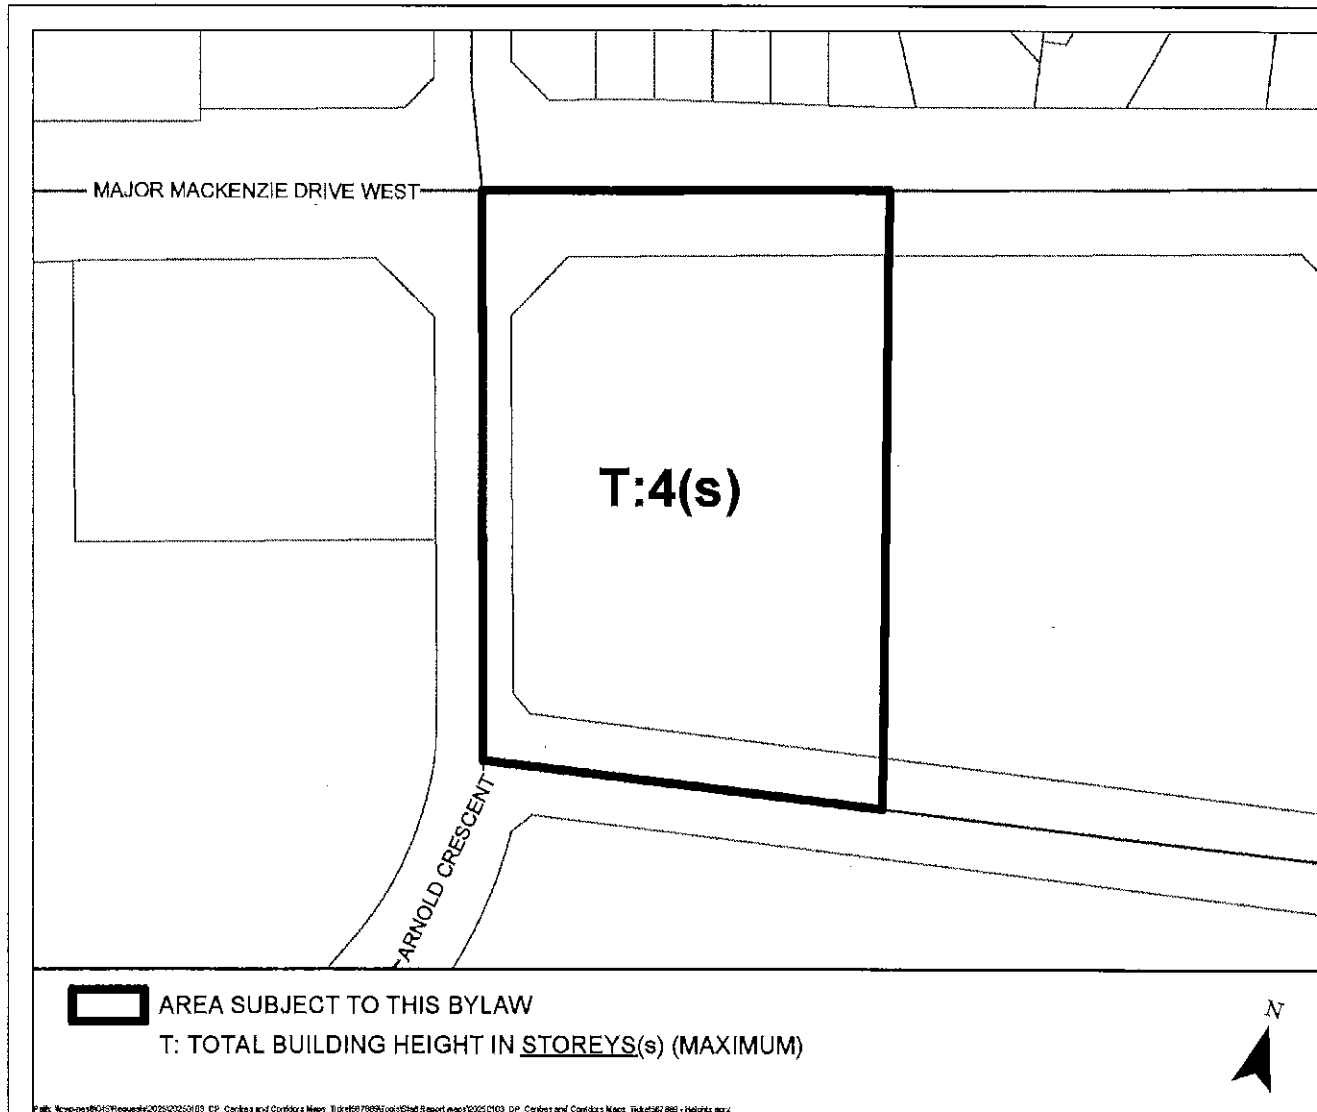 MAJOR MACKENZIE DRIVE WEST
T:4(s)
ARNOLD CRESCENT
AREA SUBJECT TO THIS BYLAW
T: TOTAL BUILDING HEIGHT IN STOREYS(s) (MAXIMUM)
N